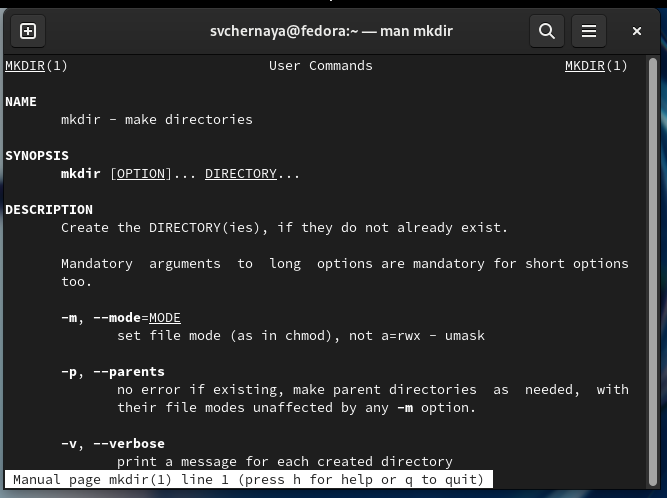 svchernaya@fedora:~ — man mkdir
MKDIR(1) User Commands MKDIR(1)
NAME
mkdir - make directories
SYNOPSIS
mkdir [OPTION]... DIRECTORY...
DESCRIPTION
Create the DIRECTORY(ies), if they do not already exist.
Mandatory arguments to long options are mandatory for short options
too.
-m, --mode=MODE
set file mode (as in chmod), not a=rwx - umask
-p, --parents
no error if existing, make parent directories as needed, with
their file modes unaffected by any -m option.
-v, --verbose
print a message for each created directory
Manual page mkdir(1) line 1 (press h for help or q to quit)